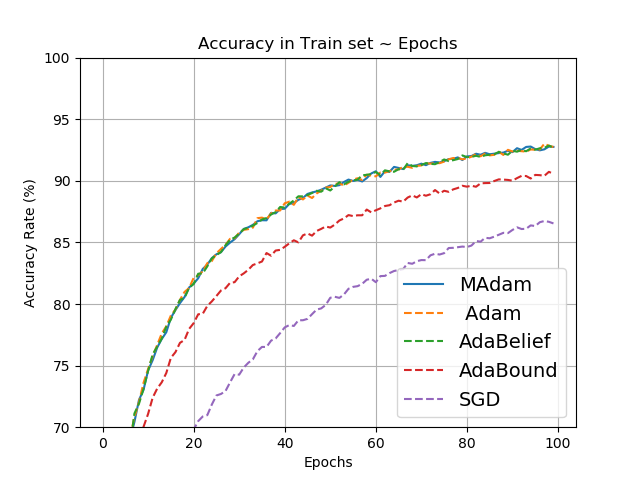 Accuracy in Train set ~ Epochs
Accuracy Rate (%)
100
95
90
85
80
75
70
MAdam
Adam
AdaBelief
AdaBound
SGD
0 20 40 60 80 100
Epochs